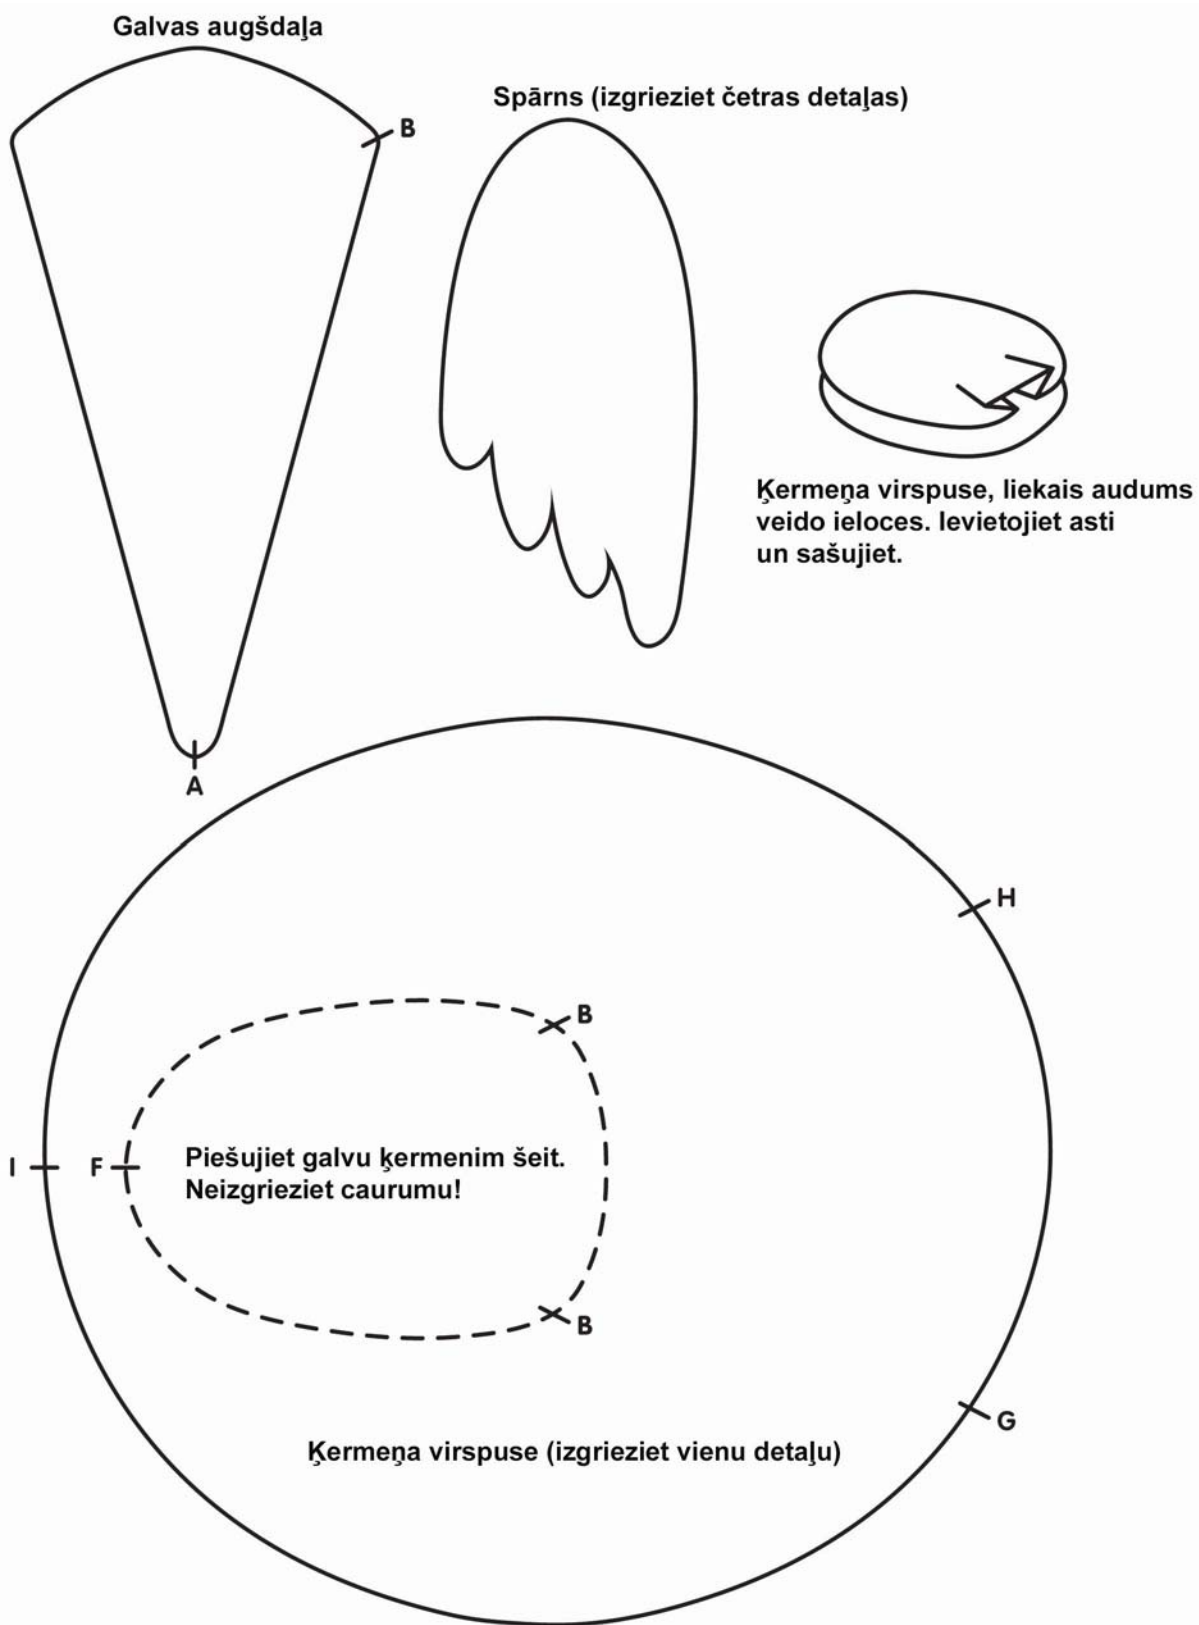 Galvas augšdaļa
Spārns (izgrieziet četras detaļas)
B
Ķermeņa virspuse, liekais audums
veido ieloces. Ievietojiet asti
un sašujiet.
A
H
B
I
F
Piešujiet galvu ķermenim šeit.
Neizgrieziet caurumu!
B
G
Ķermeņa virspuse (izgrieziet vienu detaļu)